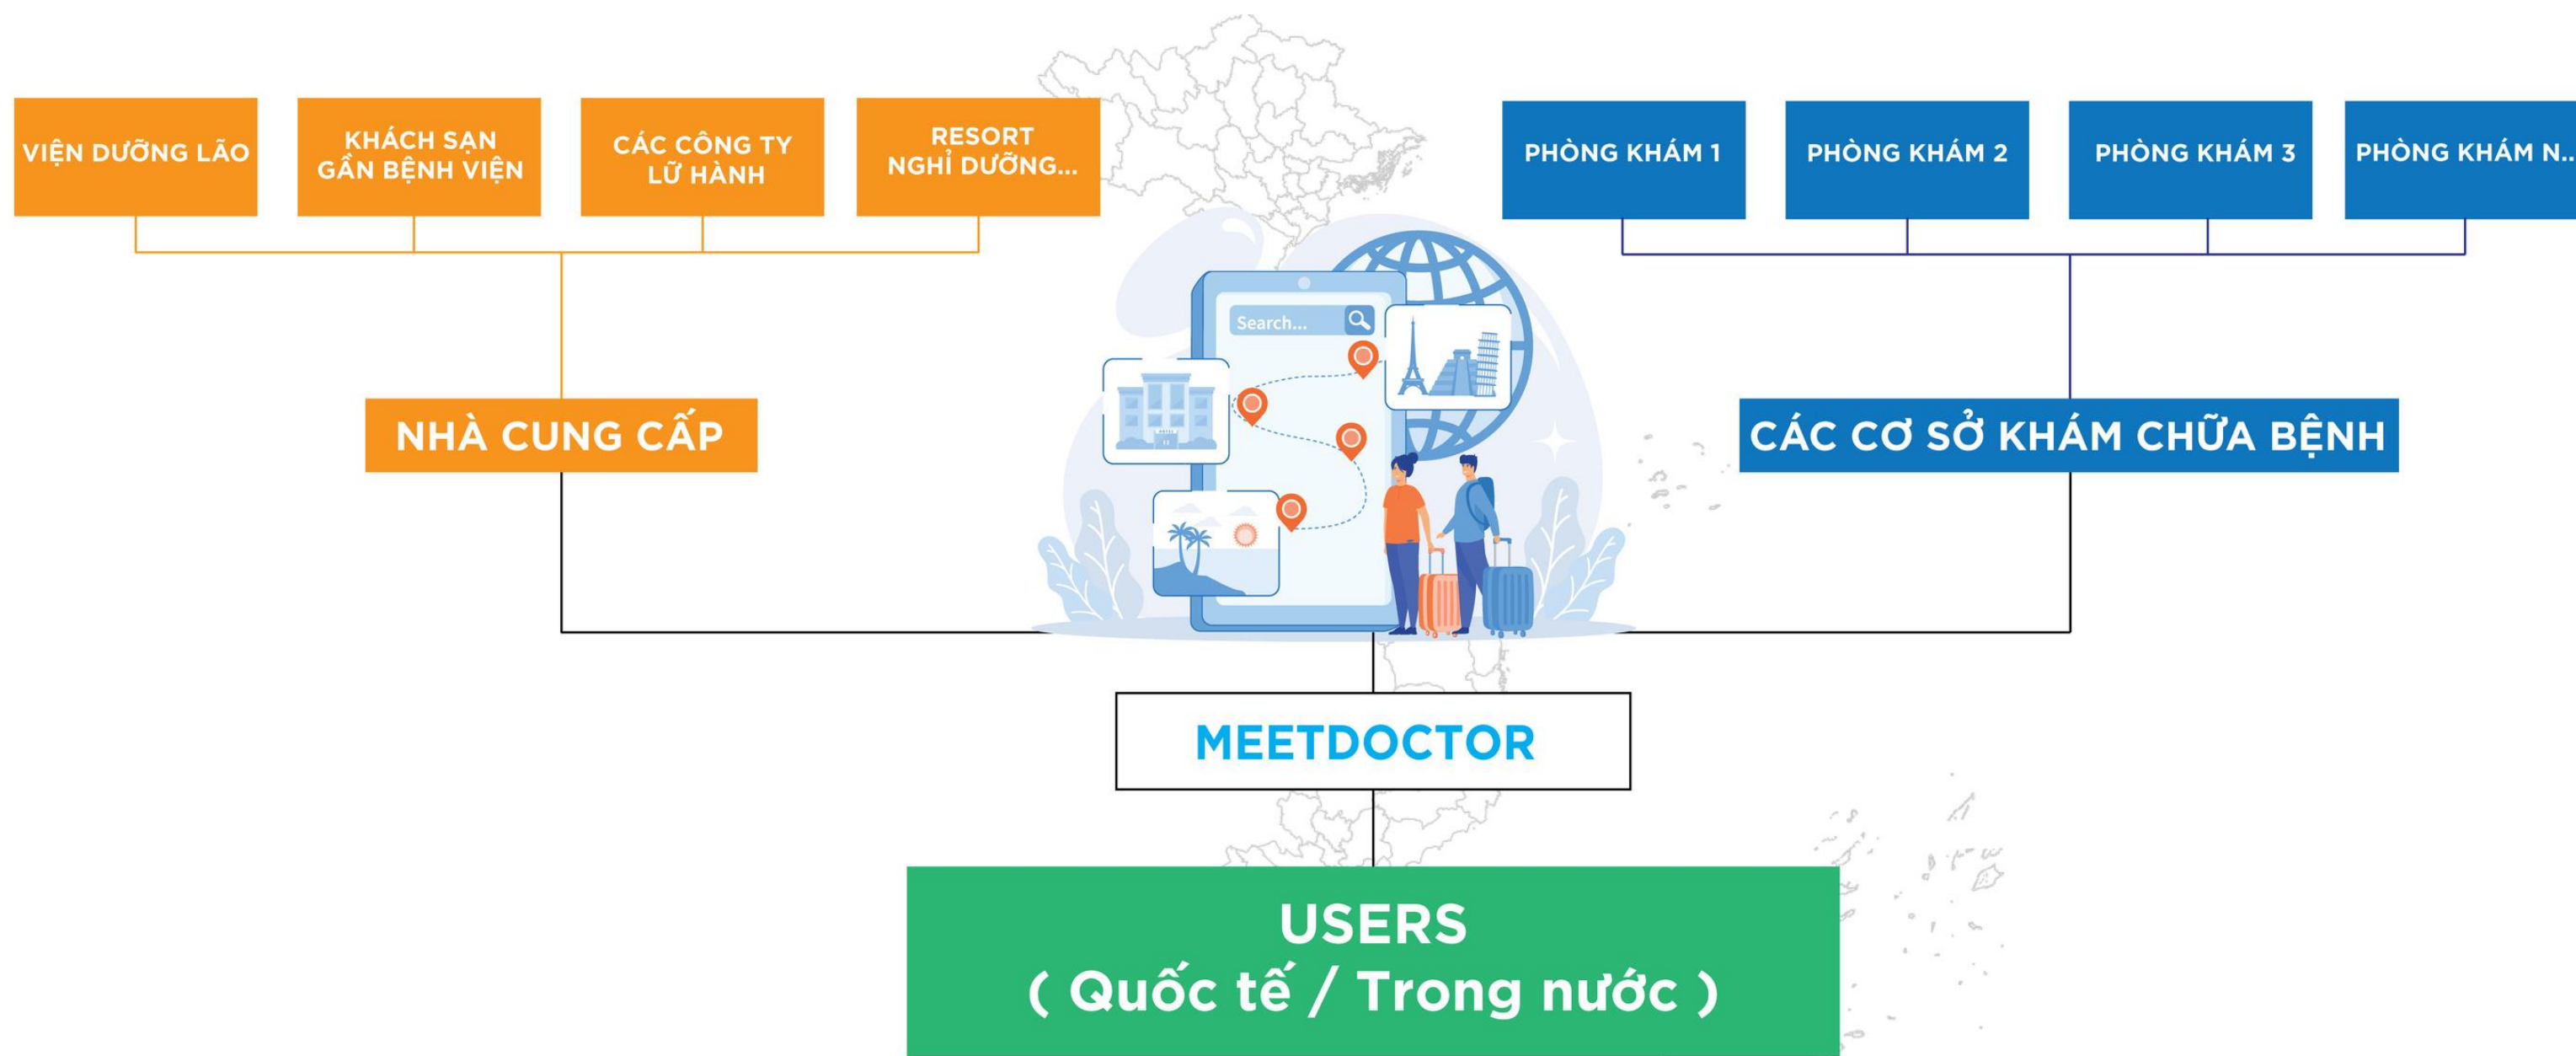 VIỆN DƯỠNG LÃO
KHÁCH SẠN
GẦN BỆNH VIỆN
CÁC CÔNG TY
LỮ HÀNH
RESORT
NGHỈ DƯỠNG...
PHÒNG KHÁM 1
PHÒNG KHÁM 2
PHÒNG KHÁM 3
PHÒNG KHÁM N..
Search...
NHÀ CUNG CẤP
CÁC CƠ SỞ KHÁM CHỮA BỆNH
MEETDOCTOR
USERS
( Quốc tế / Trong nước )